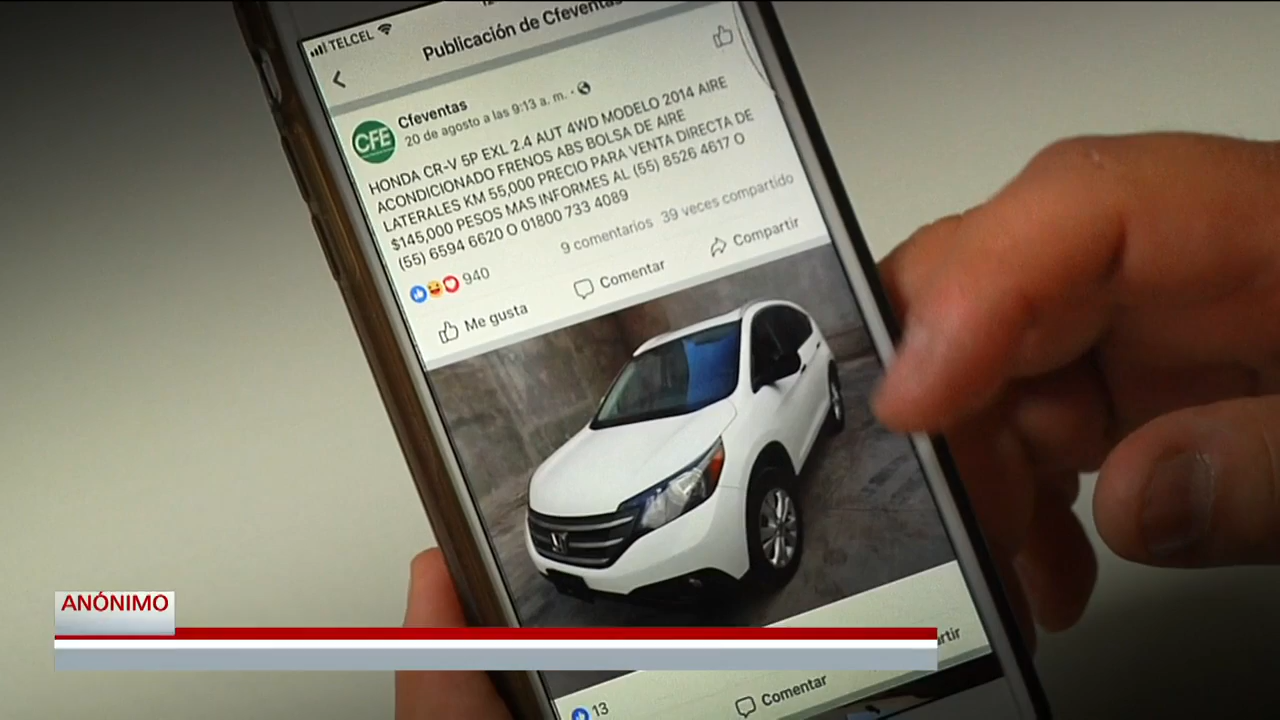 TELCEL
Publicación de Cfeventas
Cfeventas
20 de agosto a las 9:13 a. m.
CFE
HONDA CR-V 5P EXL 2.4 AUT 4WD MODELO 2014 AIRE
ACONDICIONADO FRENOS ABS BOLSA DE AIRE
LATERALES KM 55,000 PRECIO PARA VENTA DIRECTA DE
$145,000 PESOS MAS INFORMES AL (55) 8526 4617 O
(55) 6594 6620 O 01800 733 4089
940 9 comentarios 39 veces compartido
Me gusta Comentar Compartir
13 Comentar
ANÓNIMO